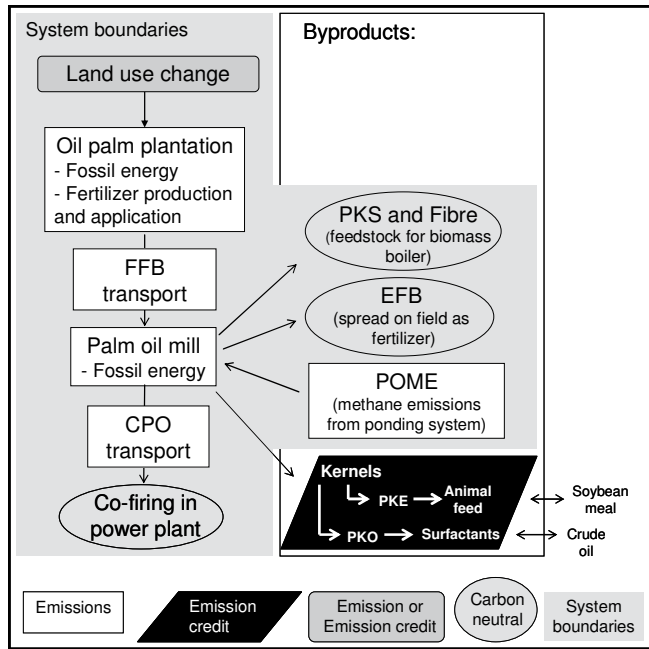 System boundaries
Byproducts:
Land use change
Oil palm plantation
- Fossil energy
- Fertilizer production
and application
PKS and Fibre
(feedstock for biomass
boiler)
FFB
transport
EFB
(spread on field as
fertilizer)
Palm oil mill
- Fossil energy
POME
(methane emissions
from ponding system)
CPO
transport
Kernels
PKE
Animal
feed
Soybean
meal
Co-firing in
power plant
PKO
Surfactants
Crude
oil
Emissions
Emission
credit
Emission or
Emission credit
Carbon
neutral
System
boundaries